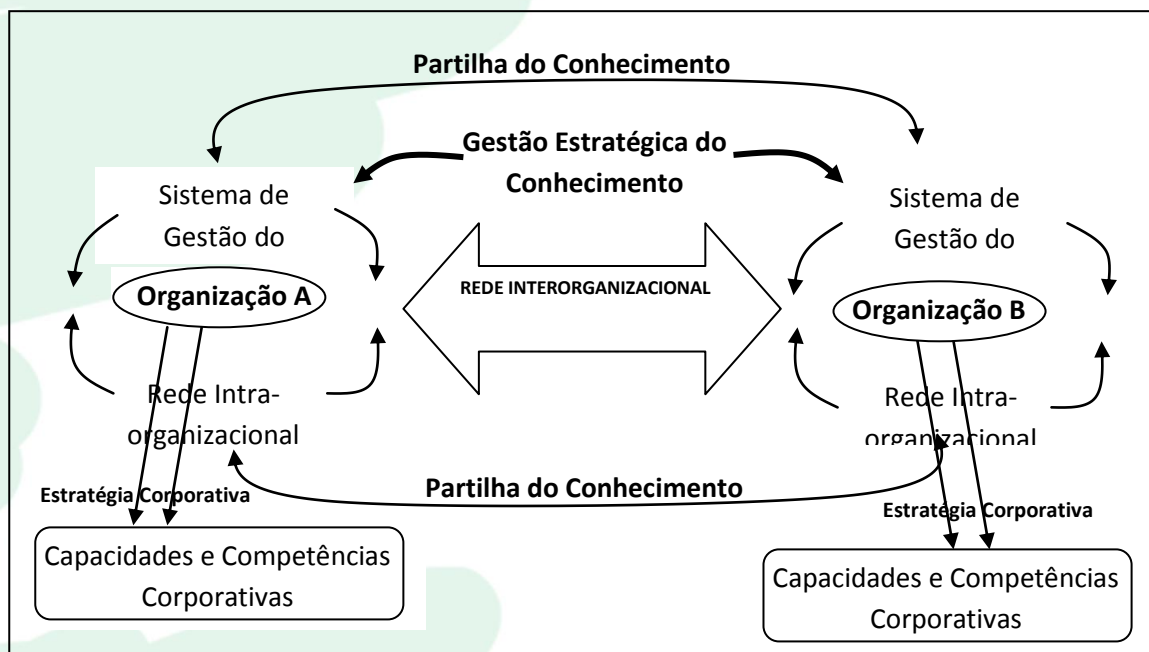 Partilha do Conhecimento
Gestão Estratégica do
Conhecimento
Sistema de
Gestão do
Sistema de
Gestão do
REDE INTERORGANIZACIONAL
Organização A
Organização B
Rede Intra-
organizacional
Rede Intra-
organizacional
Partilha do Conhecimento
Estratégia Corporativa
Estratégia Corporativa
Capacidades e Competências
Corporativas
Capacidades e Competências
Corporativas